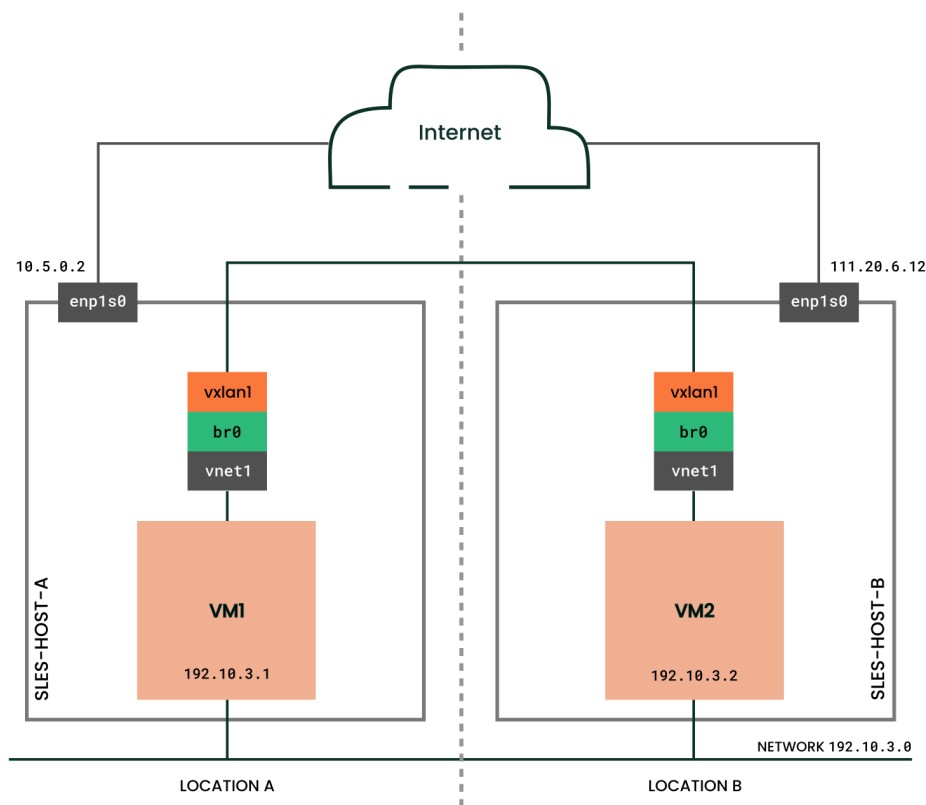 Internet
10.5.0.2
111.20.6.12
enp1s0
enp1s0
vxlan1
br0
vnet1
vxlan1
br0
vnet1
SLES-HOST-A
VM1
192.10.3.1
VM2
192.10.3.2
SLES-HOST-B
NETWORK 192.10.3.0
LOCATION A
LOCATION B